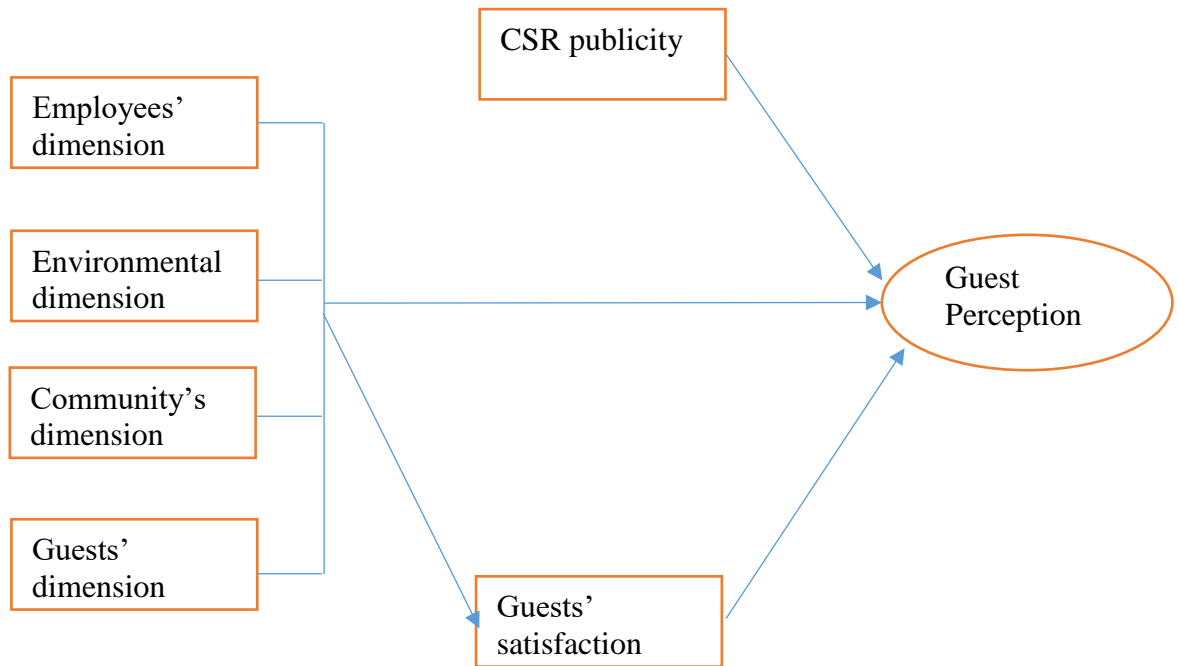 CSR publicity
Employees’
dimension
Environmental
dimension
Community’s
dimension
Guests’
dimension
Guest
Perception
Guests’
satisfaction